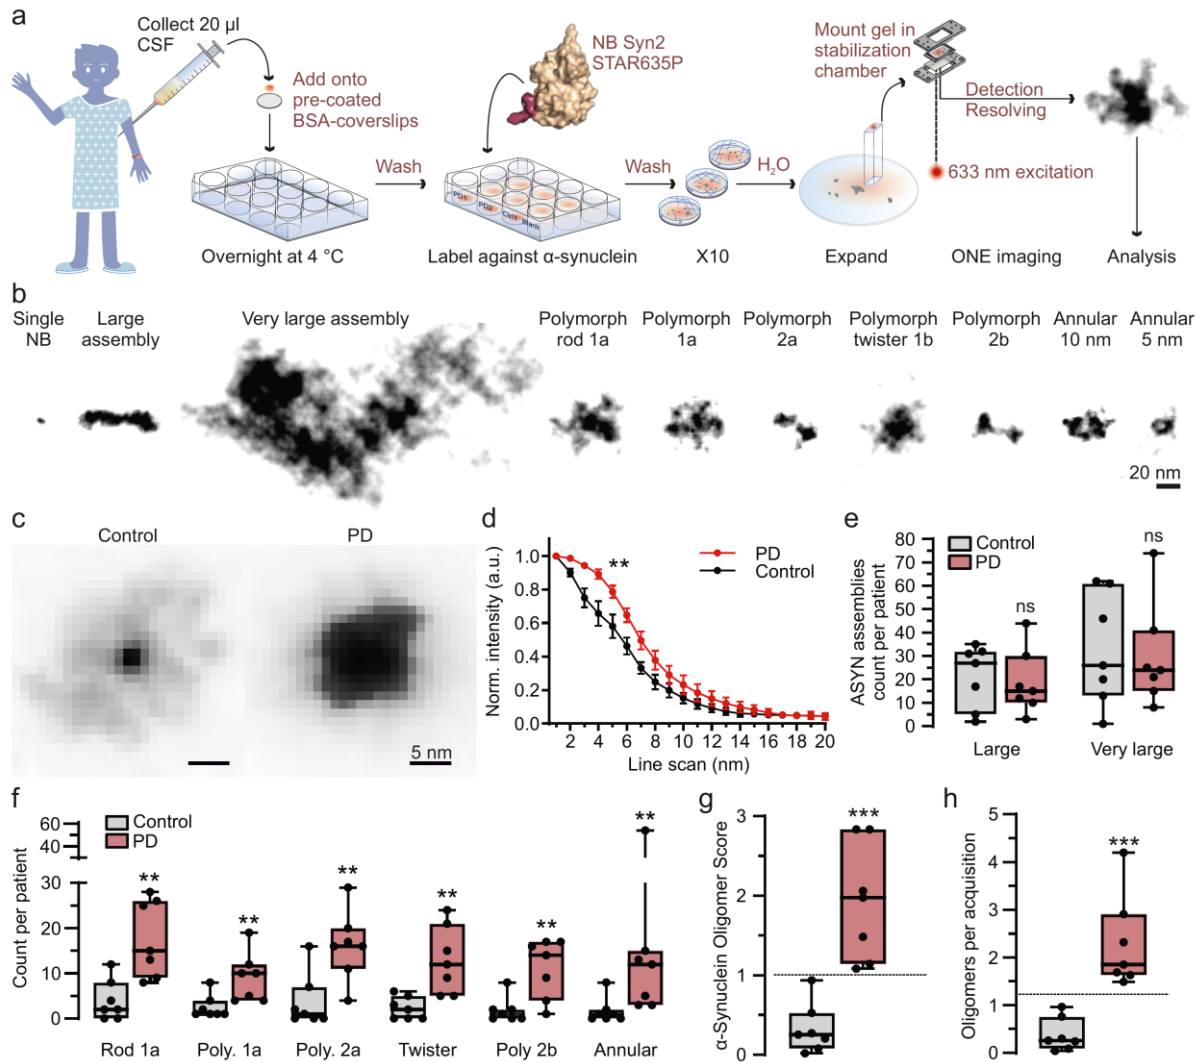 a
Collect 20 µl
CSF
Add onto
pre-coated
BSA-coverslips
NB Syn2
STAR635P
Mount gel in
stabilization
chamber
Detection
Resolving
Wash
Wash
H₂O
633 nm excitation
PD1 PD2 Ctrl1 Blank
Overnight at 4 °C
Label against α-synuclein
X10
Expand
ONE imaging
Analysis
b
Single
NB
Large
assembly
Very large assembly
Polymorph
rod 1a
Polymorph
1a
Polymorph
2a
Polymorph
twister 1b
Polymorph
2b
Annular
10 nm
Annular
5 nm
20 nm
c
Control
PD
5 nm
d
Norm. intensity (a.u.)
1.0
0.8
0.6
0.4
0.2
0.0
**
PD
Control
2 4 6 8 10 12 14 16 18 20
Line scan (nm)
e
ASYN assemblies
count per patient
80
70
60
50
40
30
20
10
0
Control
PD
ns
ns
Large
Very large
f
Count per patient
60
40
30
20
10
0
Control
PD
**
**
**
**
**
**
Rod 1a
Poly. 1a
Poly. 2a
Twister
Poly 2b
Annular
g
α-Synuclein Oligomer Score
3
2
1
0
***
h
Oligomers per acquisition
5
4
3
2
1
0
***